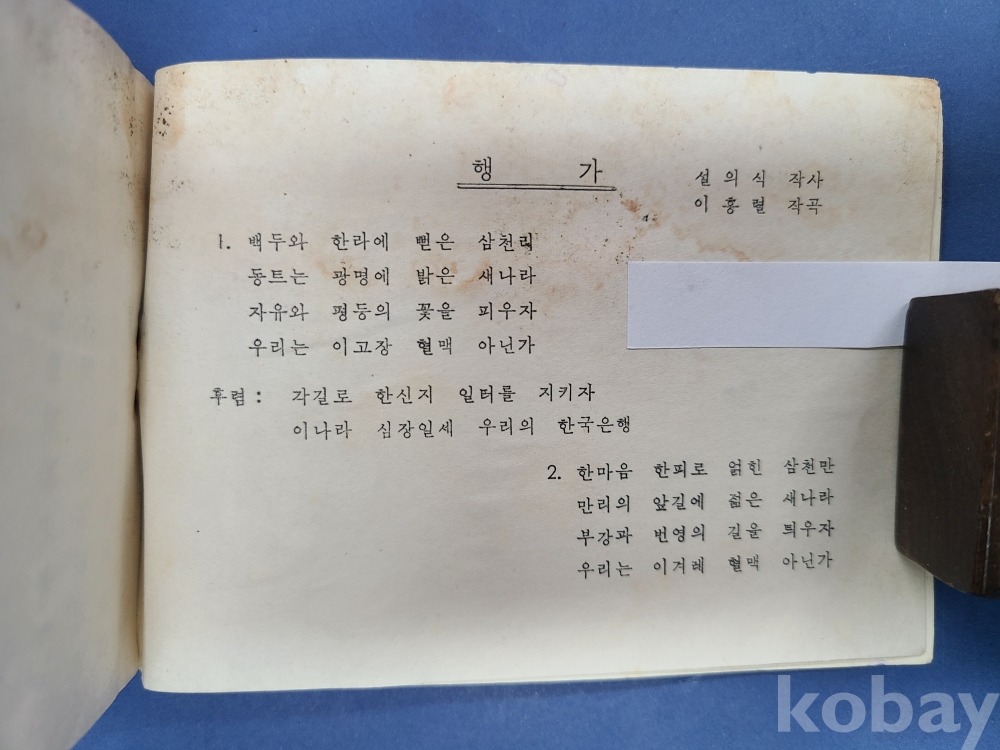 행 가
설 의 식 작사
이 홍 렬 작곡
1. 백두와 한라에 뻗은 삼천리
동트는 광명에 밝은 새나라
자유와 평등의 꽃을 피우자
우리는 이고장 혈맥 아닌가
후렴 : 각길로 한신지 일터를 지키자
이나라 심장일세 우리의 한국은행
2. 한마음 한피로 얽힌 삼천만
만리의 앞길에 젊은 새나라
부강과 번영의 길을 틔우자
우리는 이겨레 혈맥 아닌가
kobay